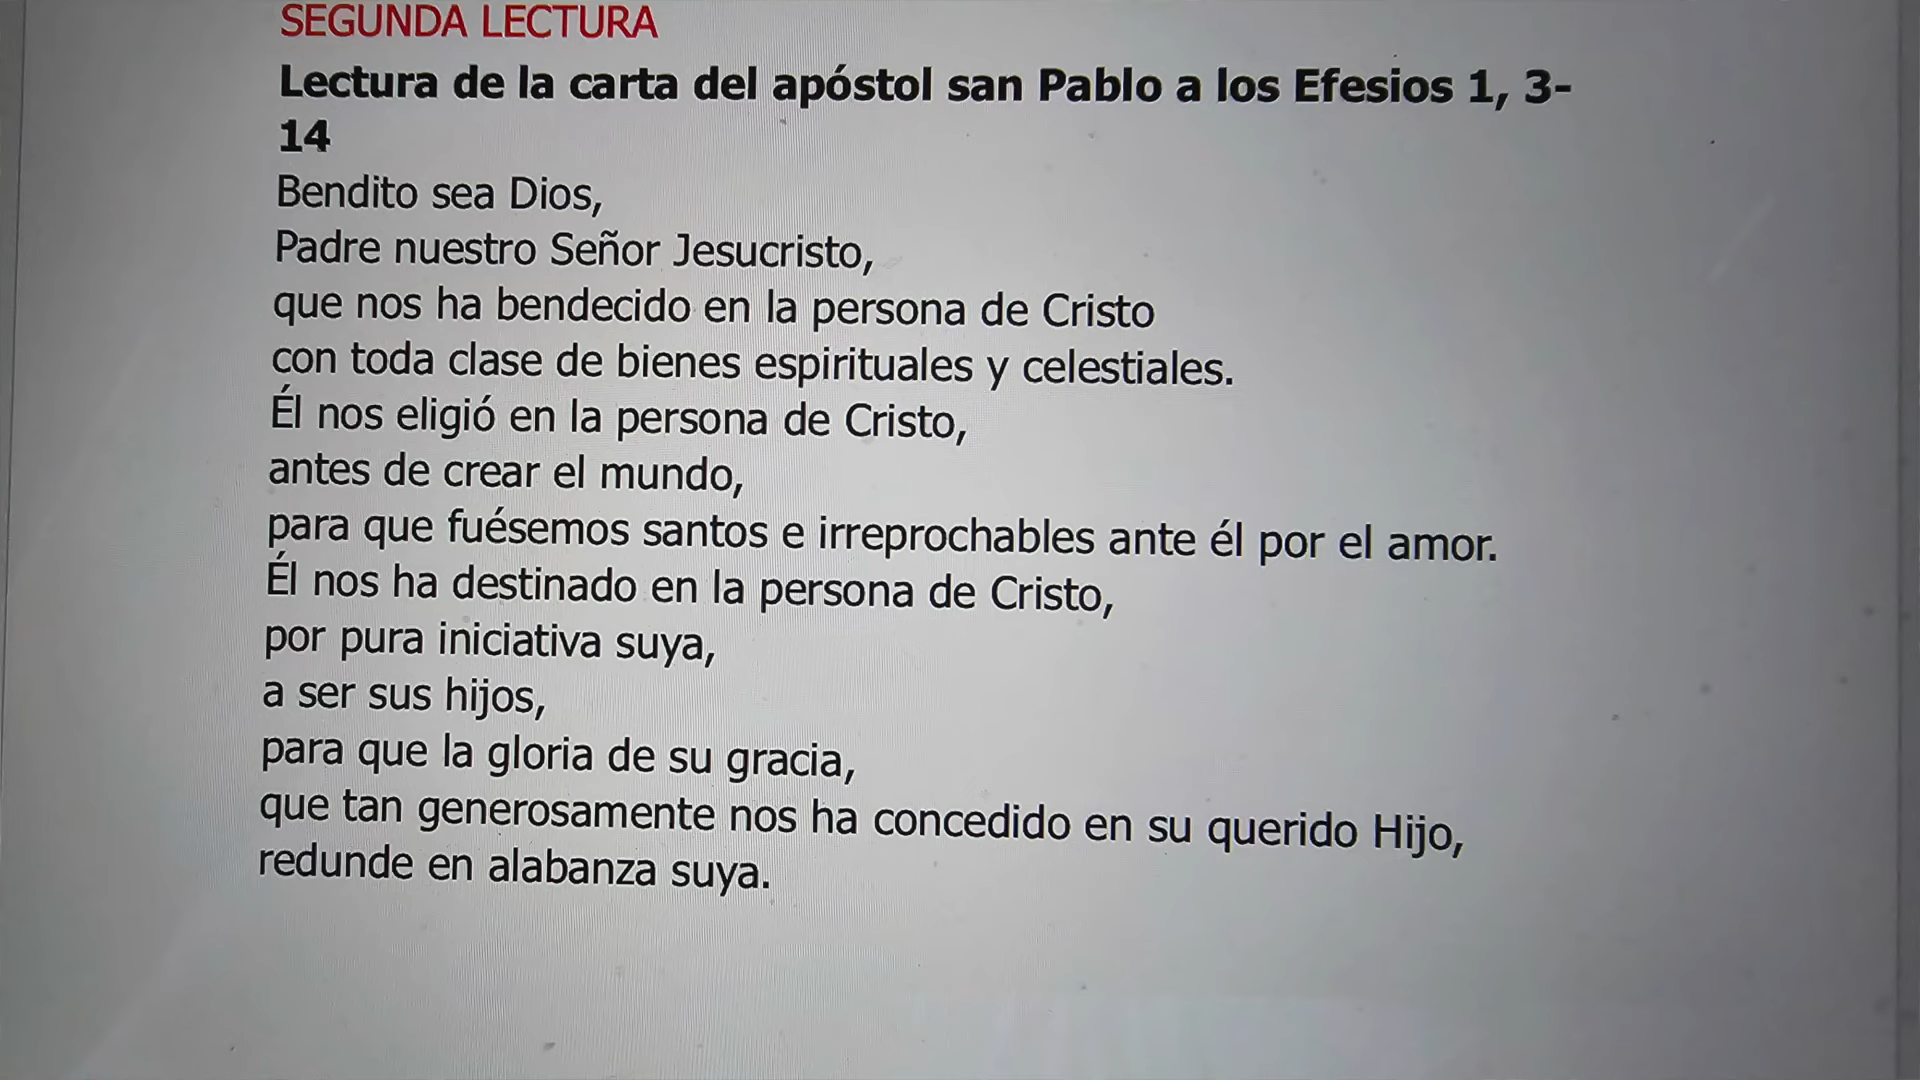 SEGUNDA LECTURA
Lectura de la carta del apóstol san Pablo a los Efesios 1, 3-
14
Bendito sea Dios,
Padre nuestro Señor Jesucristo,
que nos ha bendecido en la persona de Cristo
con toda clase de bienes espirituales y celestiales.
Él nos eligió en la persona de Cristo,
antes de crear el mundo,
para que fuésemos santos e irreprochables ante él por el amor.
Él nos ha destinado en la persona de Cristo,
por pura iniciativa suya,
a ser sus hijos,
para que la gloria de su gracia,
que tan generosamente nos ha concedido en su querido Hijo,
redunde en alabanza suya.